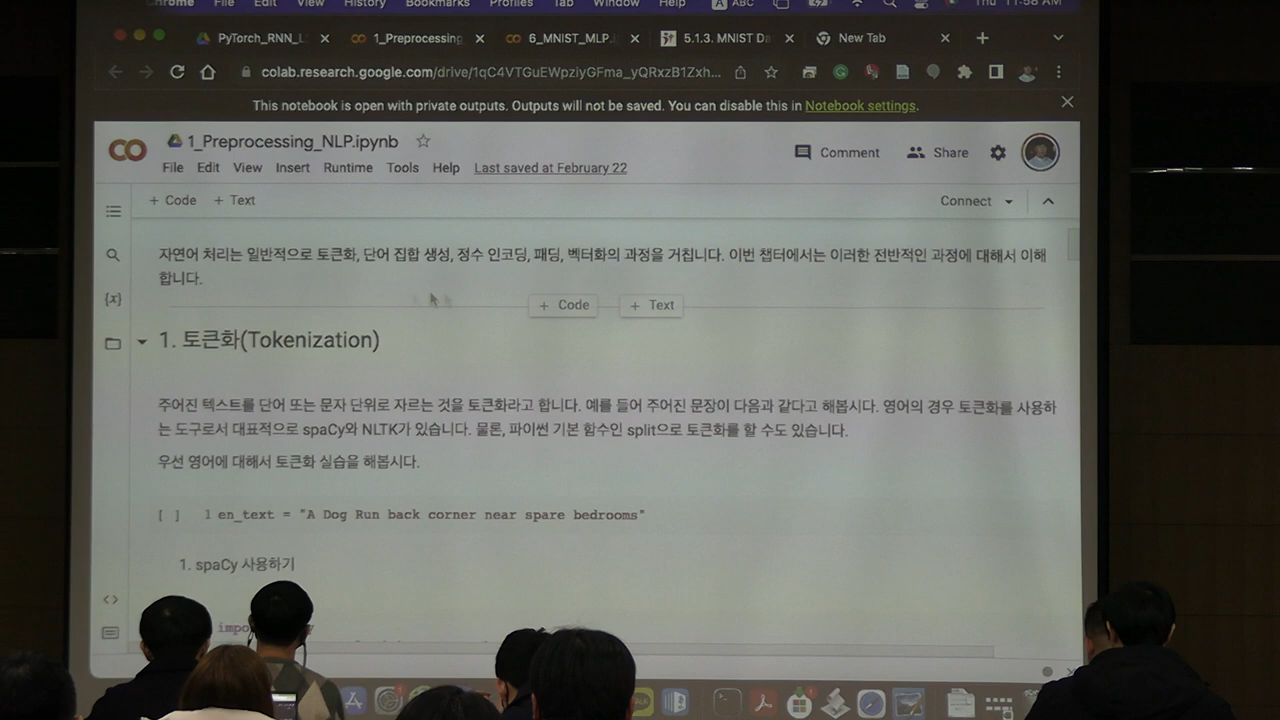 Chrome File Edit View History Bookmarks Profiles Tab Window Help ABC Thu 11:58 AM
PyTorch_RNN_L 1_Preprocessing 6_MNIST_MLP.i 5.1.3. MNIST Da New Tab
colab.research.google.com/drive/1qC4VTGuEWpziyGFma_yQRxzB1Zxh...
This notebook is open with private outputs. Outputs will not be saved. You can disable this in Notebook settings.
CO 1_Preprocessing_NLP.ipynb
Comment Share
File Edit View Insert Runtime Tools Help Last saved at February 22
+ Code + Text Connect
자연어 처리는 일반적으로 토큰화, 단어 집합 생성, 정수 인코딩, 패딩, 벡터화의 과정을 거칩니다. 이번 챕터에서는 이러한 전반적인 과정에 대해서 이해
합니다.
{x}
+ Code + Text
1. 토큰화(Tokenization)
주어진 텍스트를 단어 또는 문자 단위로 자르는 것을 토큰화라고 합니다. 예를 들어 주어진 문장이 다음과 같다고 해봅시다. 영어의 경우 토큰화를 사용하
는 도구로서 대표적으로 spaCy와 NLTK가 있습니다. 물론, 파이썬 기본 함수인 split으로 토큰화를 할 수도 있습니다.
우선 영어에 대해서 토큰화 실습을 해봅시다.
[ ] 1 en_text = "A Dog Run back corner near spare bedrooms"
1. spaCy 사용하기